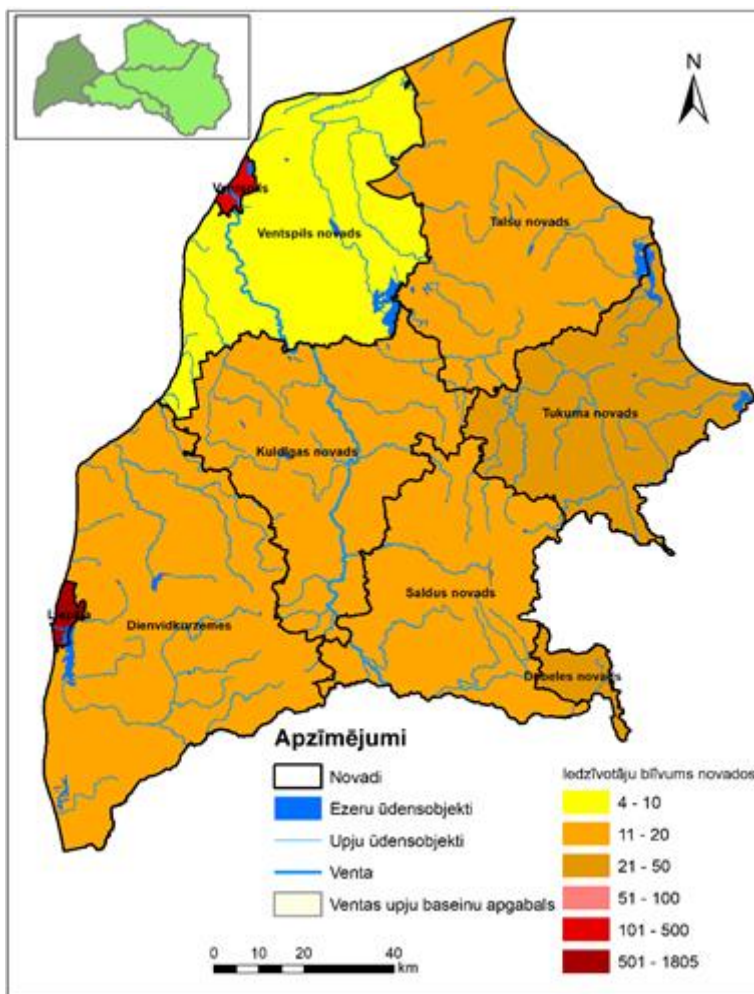 N
Ventspils
Ventspils novads
Talsu novads
Tukuma novads
Kuldīgas novads
Saldus novads
Liepāja
Dienvidkurzemes
Dobeles novads
Apzīmējumi
Novadi
Ezeru ūdensobjekti
Upju ūdensobjekti
Venta
Ventas upju baseinu apgabals
Iedzīvotāju blīvums novados
4 - 10
11 - 20
21 - 50
51 - 100
101 - 500
501 - 1805
0 10 20 40
km